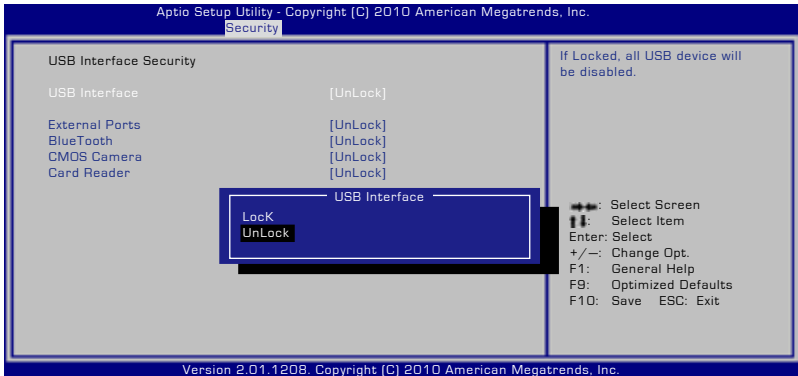 Aptio Setup Utility - Copyright (C) 2010 American Megatrends, Inc.
Security
USB Interface Security
USB Interface [UnLock]
External Ports [UnLock]
BlueTooth [UnLock]
CMOS Camera [UnLock]
Card Reader [UnLock]
USB Interface
LocK
UnLock
If Locked, all USB device will
be disabled.
→←: Select Screen
↑↓: Select Item
Enter: Select
+/—: Change Opt.
F1: General Help
F9: Optimized Defaults
F10: Save ESC: Exit
Version 2.01.1208. Copyright (C) 2010 American Megatrends, Inc.